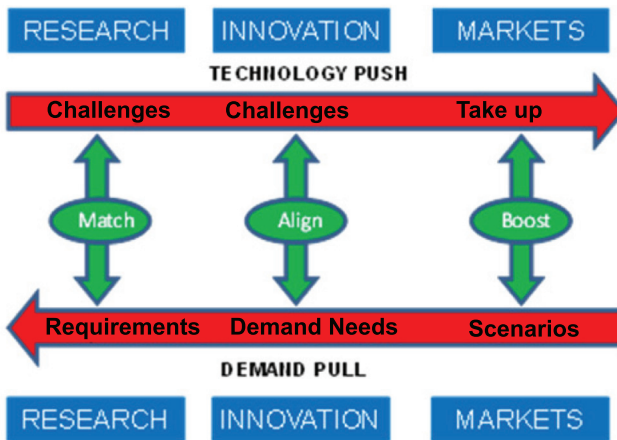 RESEARCH INNOVATION MARKETS
TECHNOLOGY PUSH
Challenges Challenges Take up
Match Align Boost
Requirements Demand Needs Scenarios
DEMAND PULL
RESEARCH INNOVATION MARKETS